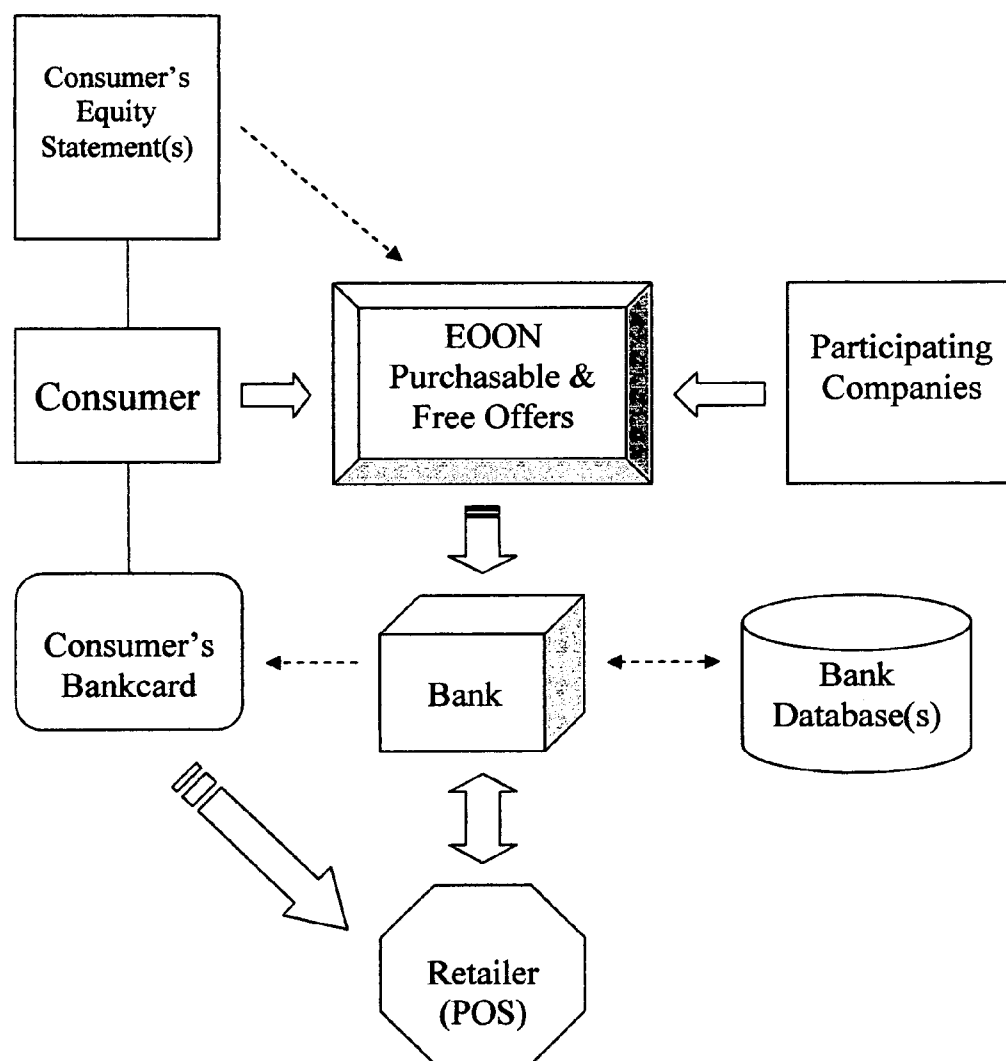 Consumer’s
Equity
Statement(s)
EOON
Purchasable &
Free Offers
Participating
Companies
Consumer
Consumer’s
Bankcard
Bank
Bank
Database(s)
Retailer
(POS)